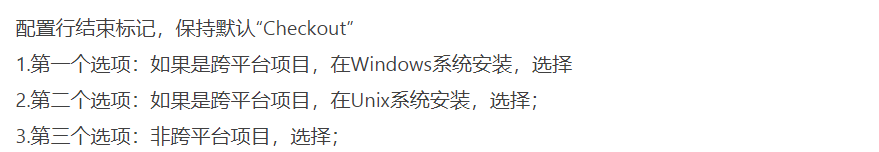 配置行结束标记，保持默认“Checkout”
1.第一个选项：如果是跨平台项目，在Windows系统安装，选择
2.第二个选项：如果是跨平台项目，在Unix系统安装，选择；
3.第三个选项：非跨平台项目，选择；